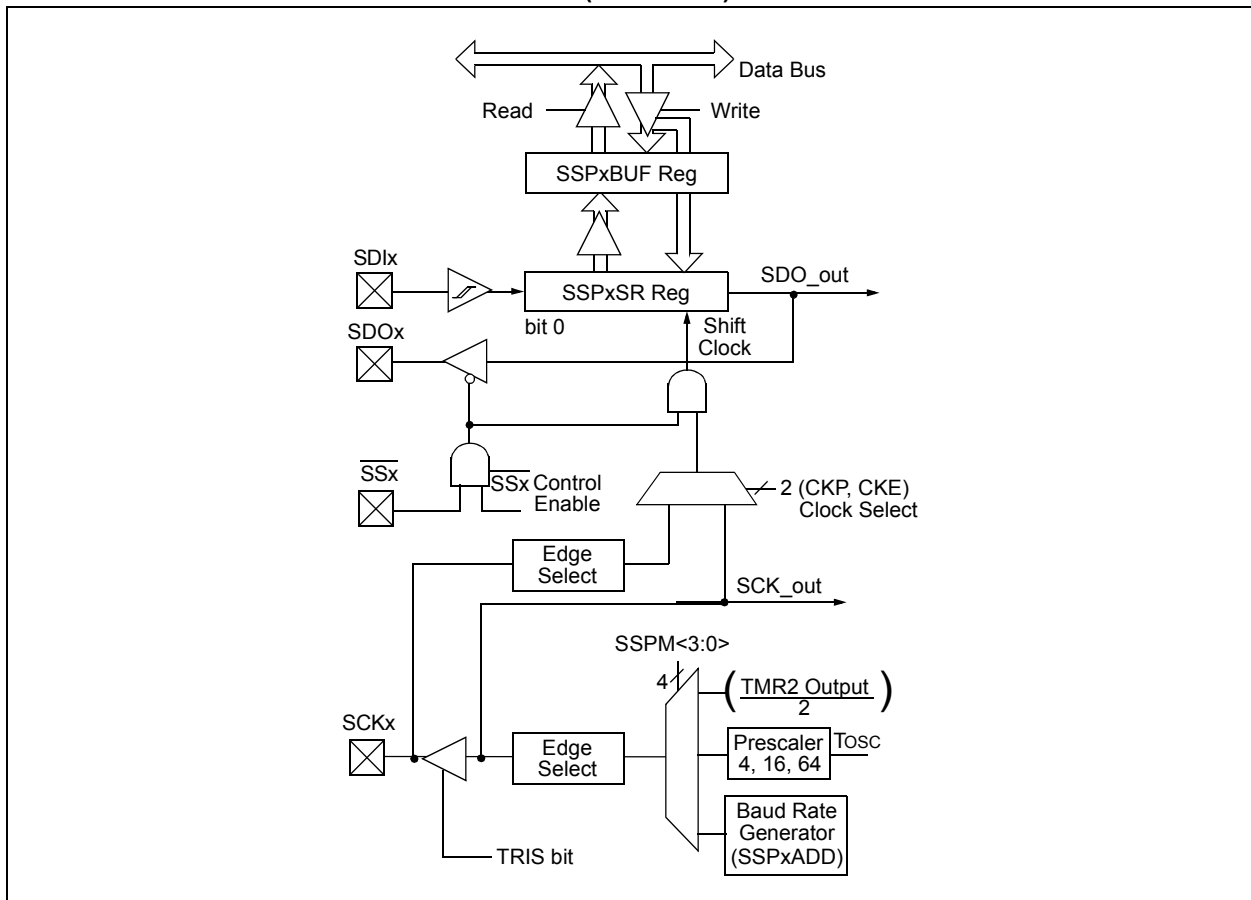 Data Bus
Read
Write
SSPxBUF Reg
SDIx
SSPxSR Reg
SDO_out
bit 0
Shift
Clock
SDOx
SSx
SSx Control
Enable
2 (CKP, CKE)
Clock Select
Edge
Select
SCK_out
SSPM<3:0>
4
(TMR2 Output)
2
SCKx
Edge
Select
Prescaler
4, 16, 64
TOSC
Baud Rate
Generator
(SSPxADD)
TRIS bit